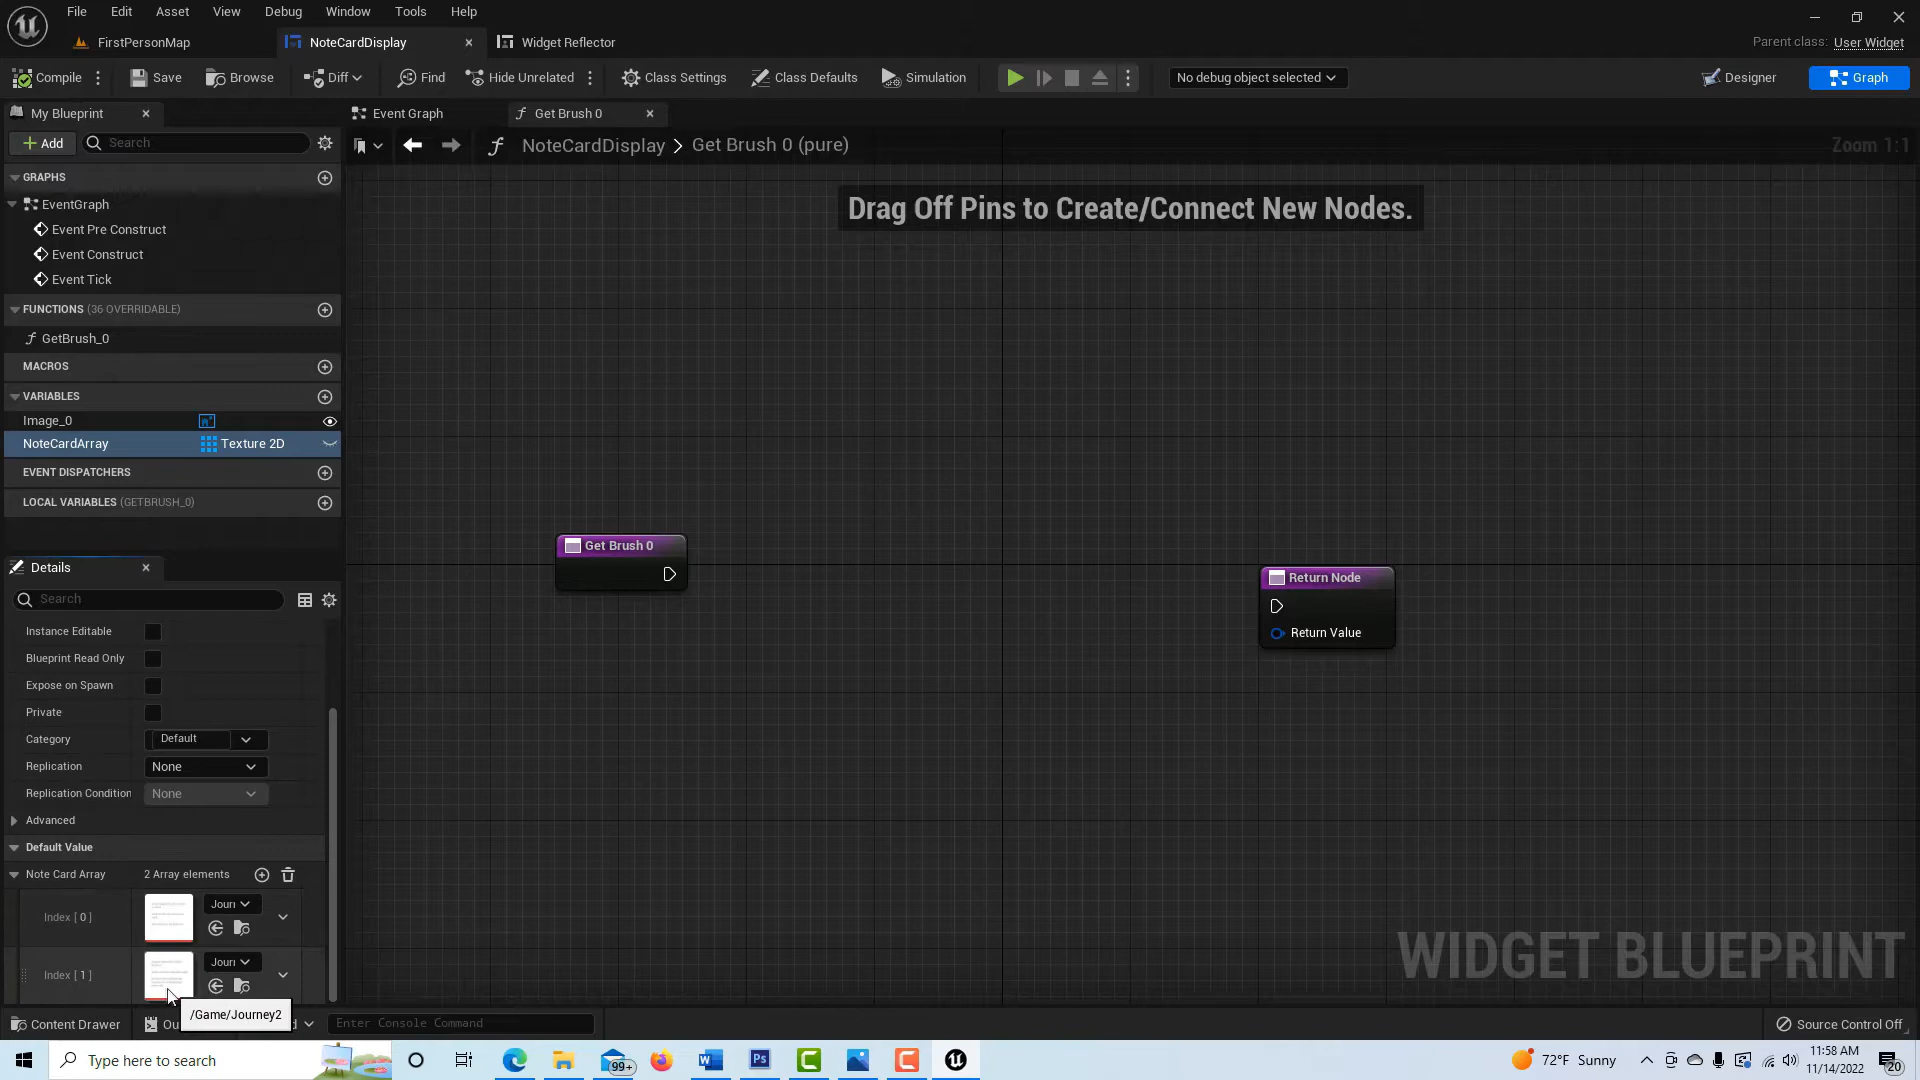 File Edit Asset View Debug Window Tools Help
FirstPersonMap
NoteCardDisplay
Widget Reflector
Parent class: User Widget
Compile
Save
Browse
Diff
Find
Hide Unrelated
Class Settings
Class Defaults
Simulation
No debug object selected
Designer
Graph
My Blueprint
Event Graph
Get Brush 0
Add
Search
NoteCardDisplay > Get Brush 0 (pure)
Zoom 1:1
GRAPHS
EventGraph
Event Pre Construct
Event Construct
Event Tick
FUNCTIONS (36 OVERRIDABLE)
GetBrush_0
MACROS
VARIABLES
Image_0
NoteCardArray Texture 2D
EVENT DISPATCHERS
LOCAL VARIABLES (GETBRUSH_0)
Drag Off Pins to Create/Connect New Nodes.
Get Brush 0
Return Node
Return Value
WIDGET BLUEPRINT
Details
Search
Instance Editable
Blueprint Read Only
Expose on Spawn
Private
Category Default
Replication None
Replication Condition None
Advanced
Default Value
Note Card Array 2 Array elements
Index [ 0 ] Jour
Index [ 1 ] Jour
/Game/Journey2
Content Drawer
Ou
d
Enter Console Command
Source Control Off
Type here to search
99+
72°F Sunny
11:58 AM
11/14/2022
20